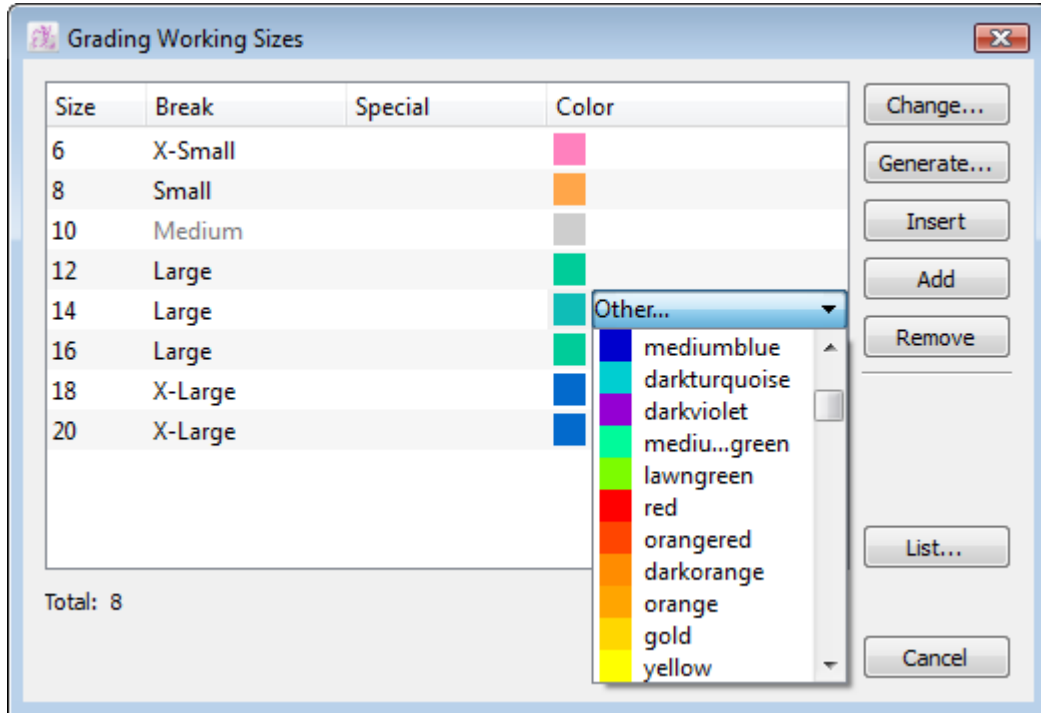 Grading Working Sizes
Size Break Special Color
Change...
6 X-Small
Generate...
8 Small
10 Medium
Insert
12 Large
Add
14 Large
Other...
16 Large
Remove
18 X-Large
20 X-Large
mediumblue
darkturquoise
darkviolet
mediu...green
lawngreen
red
orangered
darkorange
orange
gold
yellow
List...
Total: 8
Cancel